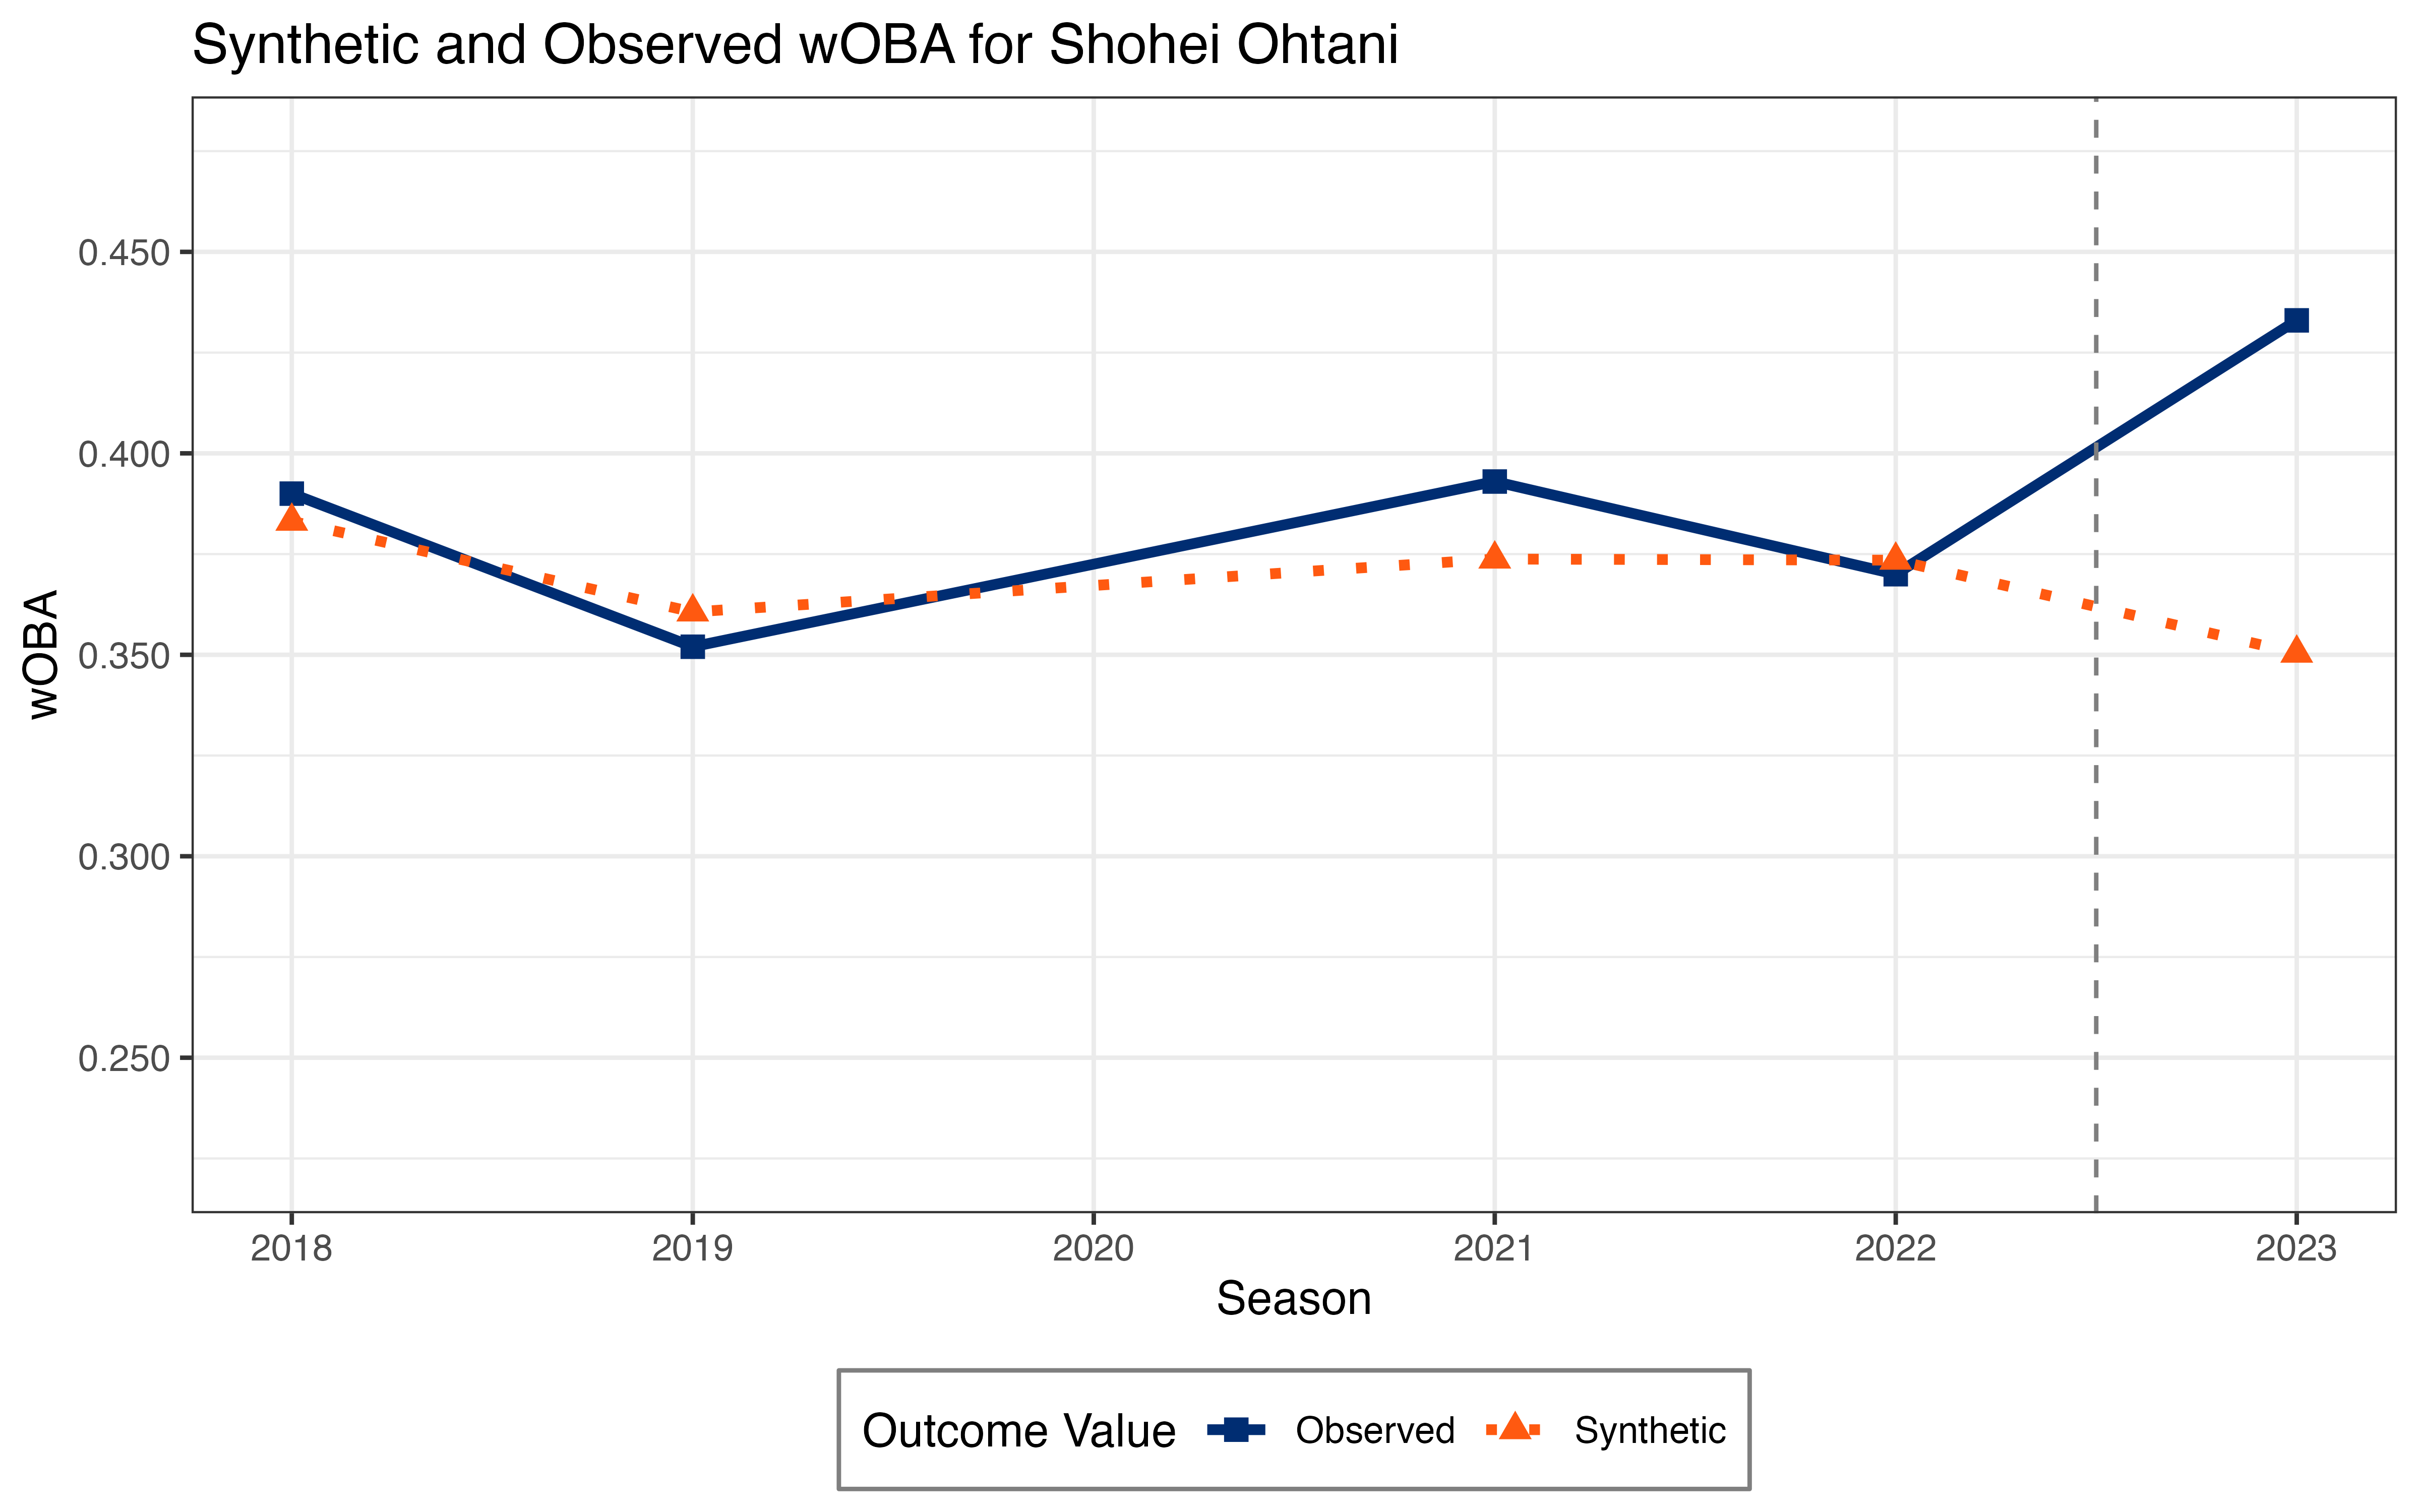 Synthetic and Observed wOBA for Shohei Ohtani
wOBA
0.450
0.400
0.350
0.300
0.250
2018 2019 2020 2021 2022 2023
Season
Outcome Value Observed Synthetic